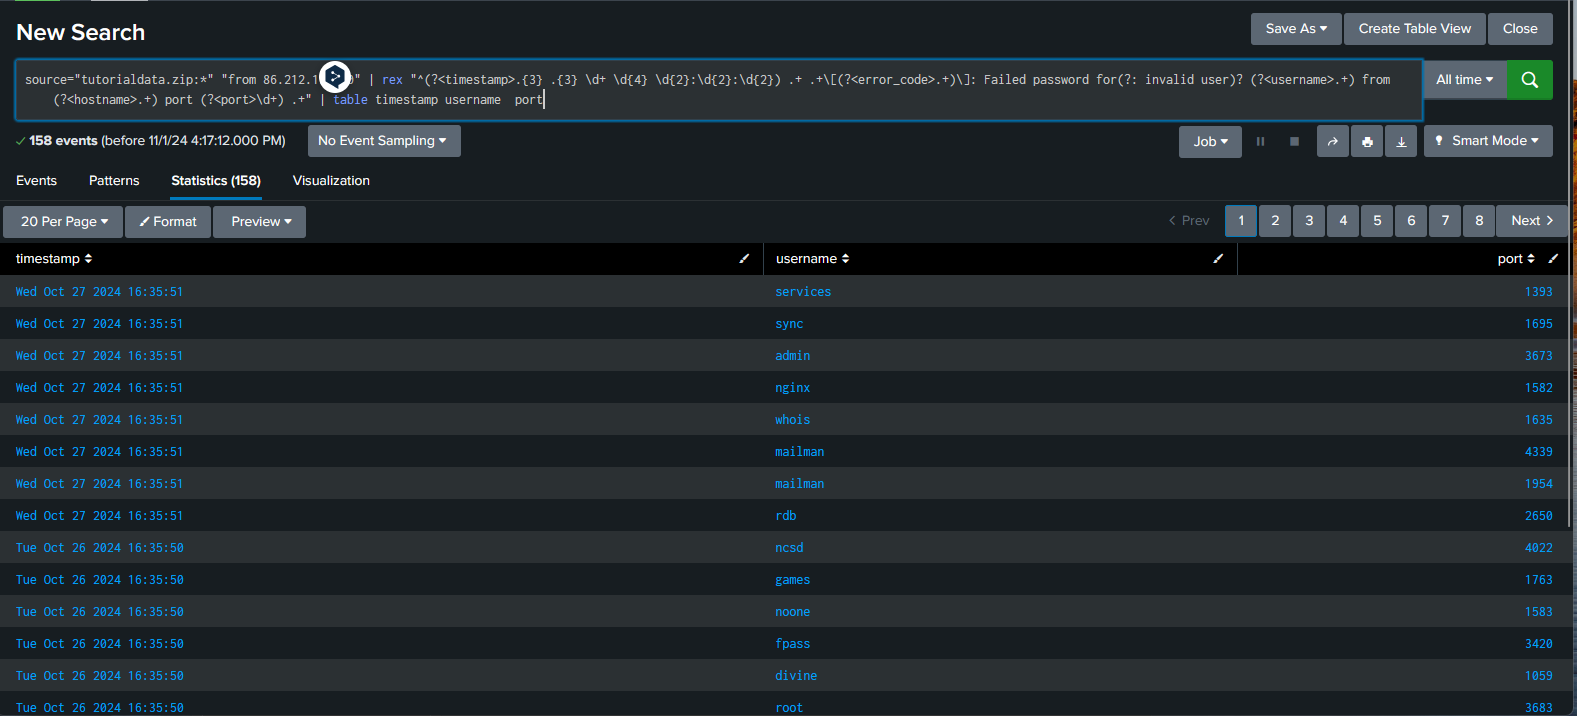 New Search
Save As
Create Table View
Close
source="tutorialdata.zip:*" "from 86.212. | rex "^(?<timestamp>.{3} .{3} \d+ \d{4} \d{2}:\d{2}:\d{2}) .+ .+\[(?<error_code>.+)\]: Failed password for(?: invalid user)? (?<username>.+) from
(?<hostname>.+) port (?<port>\d+) .+" | table timestamp username  port
All time
158 events (before 11/1/24 4:17:12.000 PM)
No Event Sampling
Job
Smart Mode
Events
Patterns
Statistics (158)
Visualization
20 Per Page
Format
Preview
< Prev
1
2
3
4
5
6
7
8
Next >
timestamp
username
port
Wed Oct 27 2024 16:35:51 services 1393
Wed Oct 27 2024 16:35:51 sync 1695
Wed Oct 27 2024 16:35:51 admin 3673
Wed Oct 27 2024 16:35:51 nginx 1582
Wed Oct 27 2024 16:35:51 whois 1635
Wed Oct 27 2024 16:35:51 mailman 4339
Wed Oct 27 2024 16:35:51 mailman 1954
Wed Oct 27 2024 16:35:51 rdb 2650
Tue Oct 26 2024 16:35:50 ncsd 4022
Tue Oct 26 2024 16:35:50 games 1763
Tue Oct 26 2024 16:35:50 noone 1583
Tue Oct 26 2024 16:35:50 fpass 3420
Tue Oct 26 2024 16:35:50 divine 1059
Tue Oct 26 2024 16:35:50 root 3683